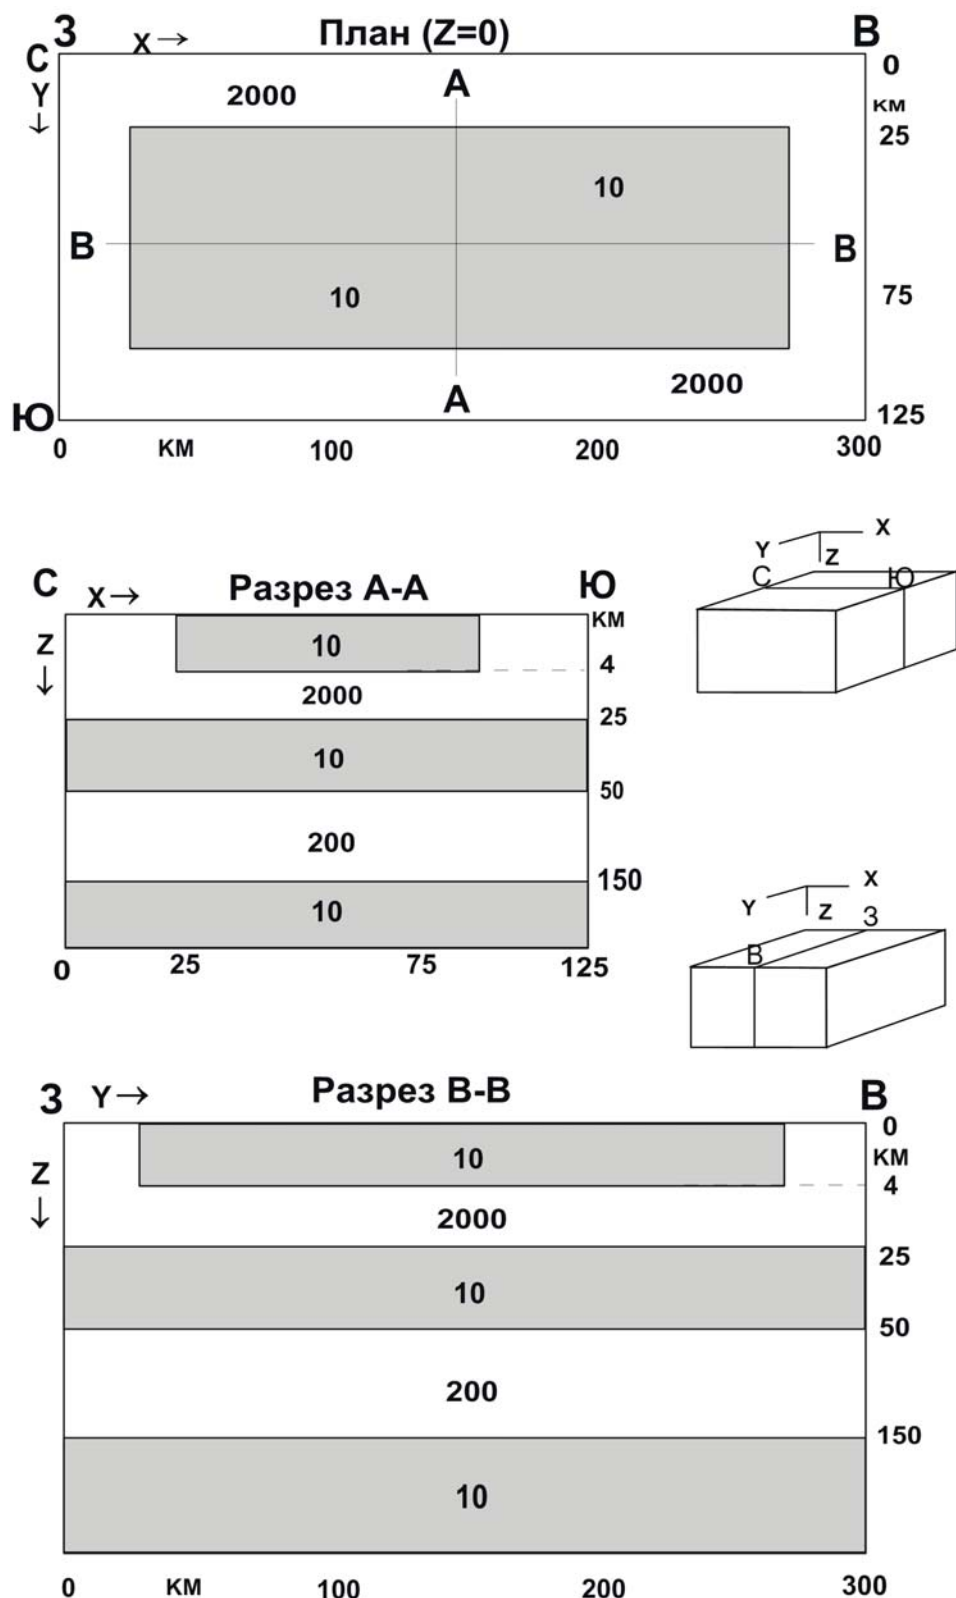 З X→ План (Z=0) В
С 0
Y
↓
2000 А км
25
10
В В
10 75
2000
А
Ю 125
0 км 100 200 300
X
Y Z
С Ю
С X→ Разрез А-А Ю
км
Z
↓
10
4
2000
25
10
50
200
150
10
0 25 75 125
X
Y Z З
В
З Y→ Разрез В-В В
0
10 км
Z
↓
4
2000
25
10
50
200
150
10
0 км 100 200 300